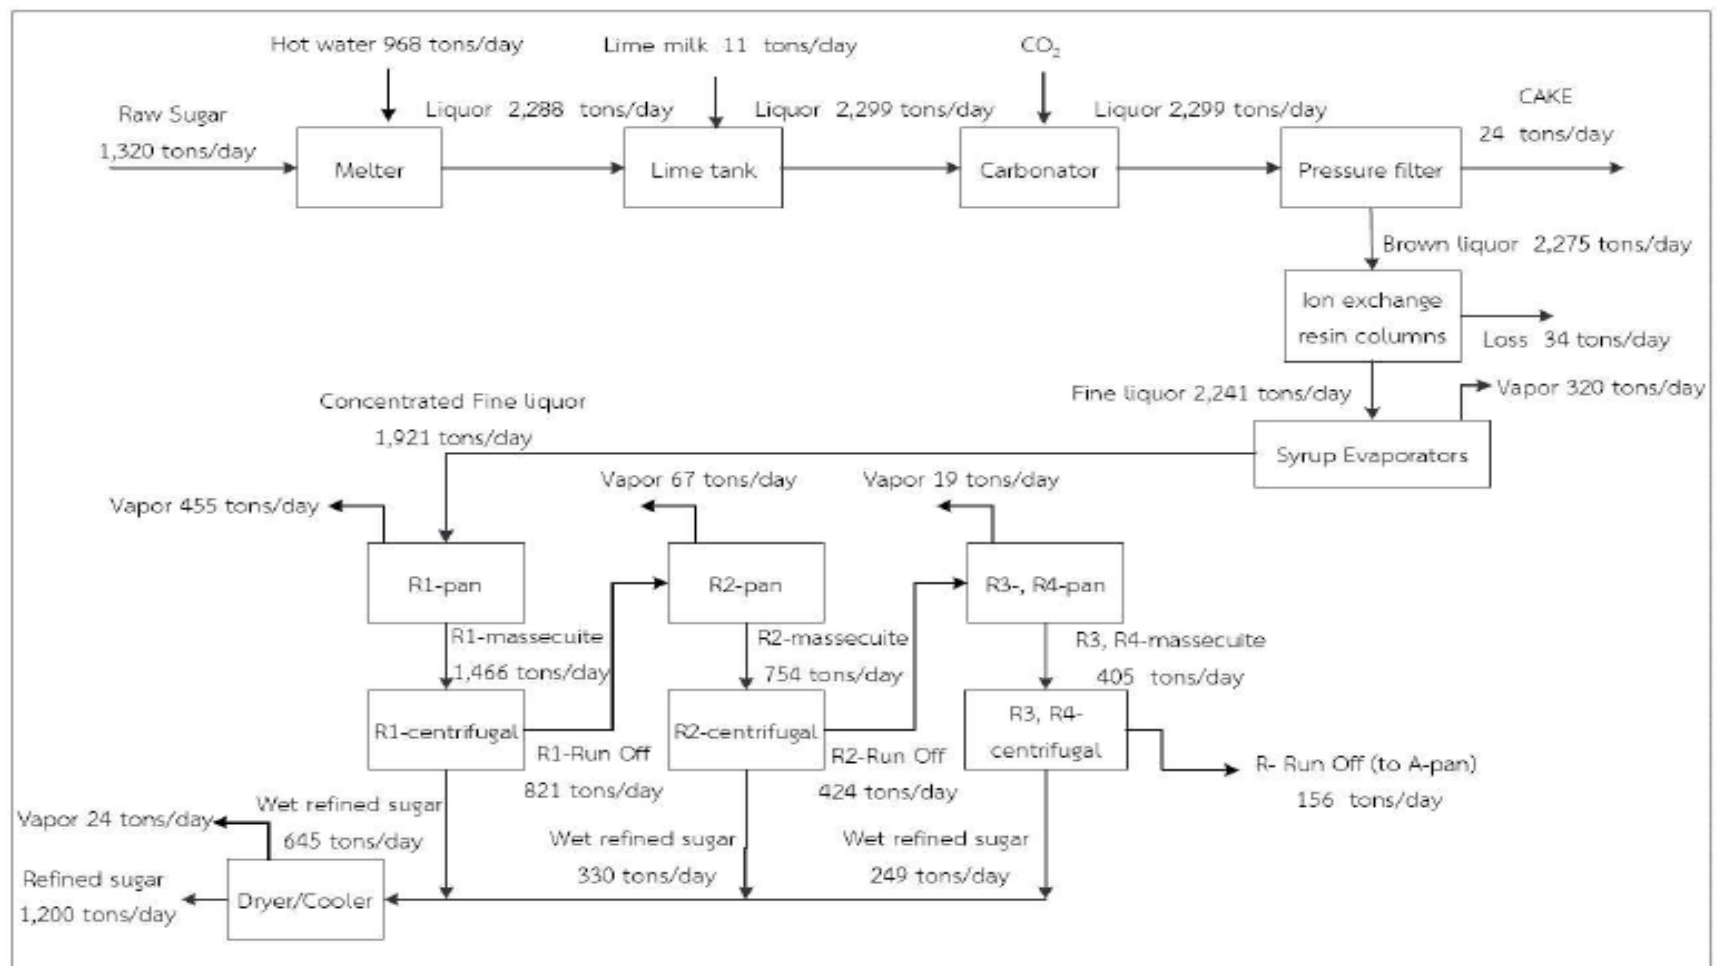 Hot water 968 tons/day
Lime milk 11 tons/day
CO₂
Raw Sugar
1,320 tons/day
Liquor 2,288 tons/day
Liquor 2,299 tons/day
Liquor 2,299 tons/day
CAKE
24 tons/day
Melter
Lime tank
Carbonator
Pressure filter
Brown liquor 2,275 tons/day
Ion exchange
resin columns
Loss 34 tons/day
Fine liquor 2,241 tons/day
Vapor 320 tons/day
Syrup Evaporators
Concentrated Fine liquor
1,921 tons/day
Vapor 455 tons/day
Vapor 67 tons/day
Vapor 19 tons/day
R1-pan
R2-pan
R3-, R4-pan
R1-massecuite
1,466 tons/day
R2-massecuite
754 tons/day
R3, R4-massecuite
405 tons/day
R1-centrifugal
R2-centrifugal
R3, R4-
centrifugal
R1-Run Off
821 tons/day
R2-Run Off
424 tons/day
R- Run Off (to A-pan)
156 tons/day
Wet refined sugar
645 tons/day
Wet refined sugar
330 tons/day
Wet refined sugar
249 tons/day
Vapor 24 tons/day
Refined sugar
1,200 tons/day
Dryer/Cooler